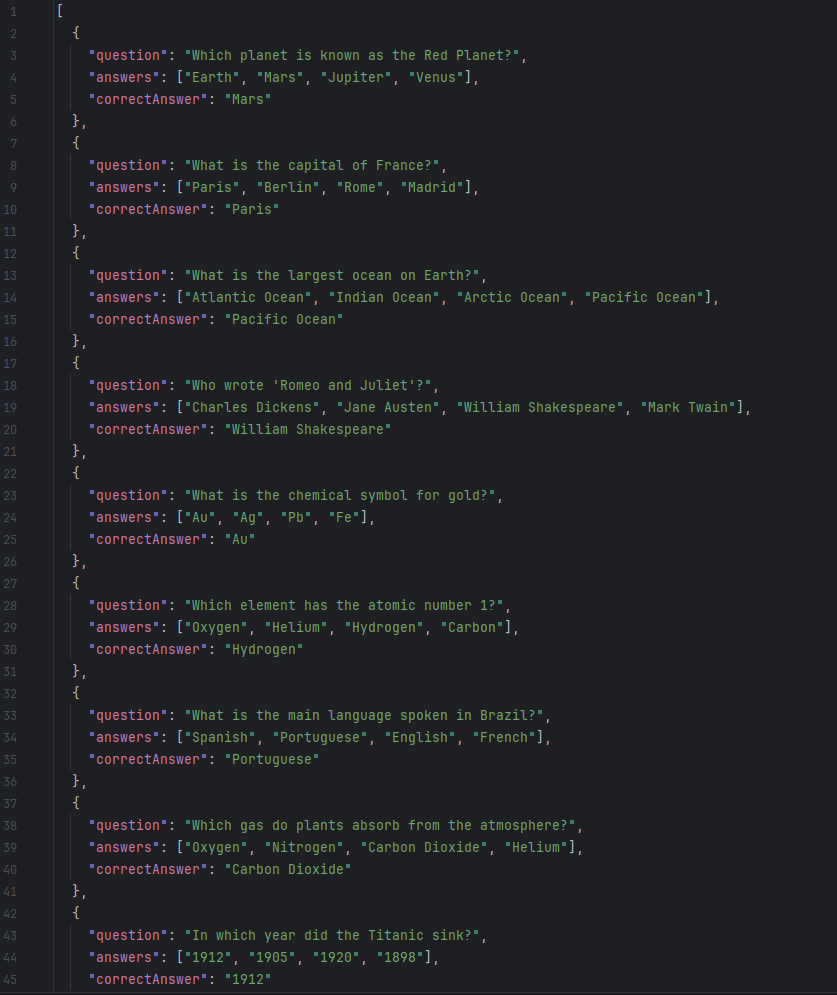 1 [
2 {
3 "question": "Which planet is known as the Red Planet?",
4 "answers": ["Earth", "Mars", "Jupiter", "Venus"],
5 "correctAnswer": "Mars"
6 },
7 {
8 "question": "What is the capital of France?",
9 "answers": ["Paris", "Berlin", "Rome", "Madrid"],
10 "correctAnswer": "Paris"
11 },
12 {
13 "question": "What is the largest ocean on Earth?",
14 "answers": ["Atlantic Ocean", "Indian Ocean", "Arctic Ocean", "Pacific Ocean"],
15 "correctAnswer": "Pacific Ocean"
16 },
17 {
18 "question": "Who wrote 'Romeo and Juliet'?",
19 "answers": ["Charles Dickens", "Jane Austen", "William Shakespeare", "Mark Twain"],
20 "correctAnswer": "William Shakespeare"
21 },
22 {
23 "question": "What is the chemical symbol for gold?",
24 "answers": ["Au", "Ag", "Pb", "Fe"],
25 "correctAnswer": "Au"
26 },
27 {
28 "question": "Which element has the atomic number 1?",
29 "answers": ["Oxygen", "Helium", "Hydrogen", "Carbon"],
30 "correctAnswer": "Hydrogen"
31 },
32 {
33 "question": "What is the main language spoken in Brazil?",
34 "answers": ["Spanish", "Portuguese", "English", "French"],
35 "correctAnswer": "Portuguese"
36 },
37 {
38 "question": "Which gas do plants absorb from the atmosphere?",
39 "answers": ["Oxygen", "Nitrogen", "Carbon Dioxide", "Helium"],
40 "correctAnswer": "Carbon Dioxide"
41 },
42 {
43 "question": "In which year did the Titanic sink?",
44 "answers": ["1912", "1905", "1920", "1898"],
45 "correctAnswer": "1912"